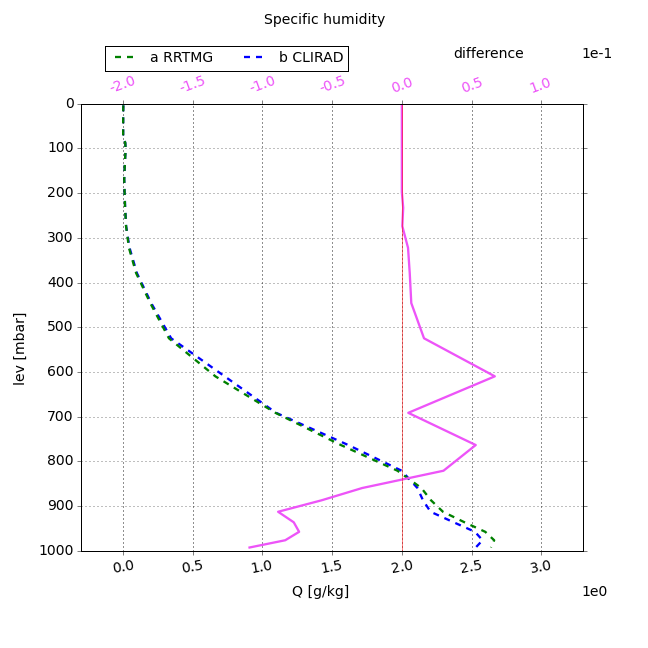 Specific humidity
a RRTMG b CLIRAD difference 1e-1
-2.0 -1.5 -1.0 -0.5 0.0 0.5 1.0
0
100
200
300
400
500
600
700
800
900
1000
lev [mbar]
0.0 0.5 1.0 1.5 2.0 2.5 3.0
Q [g/kg] 1e0